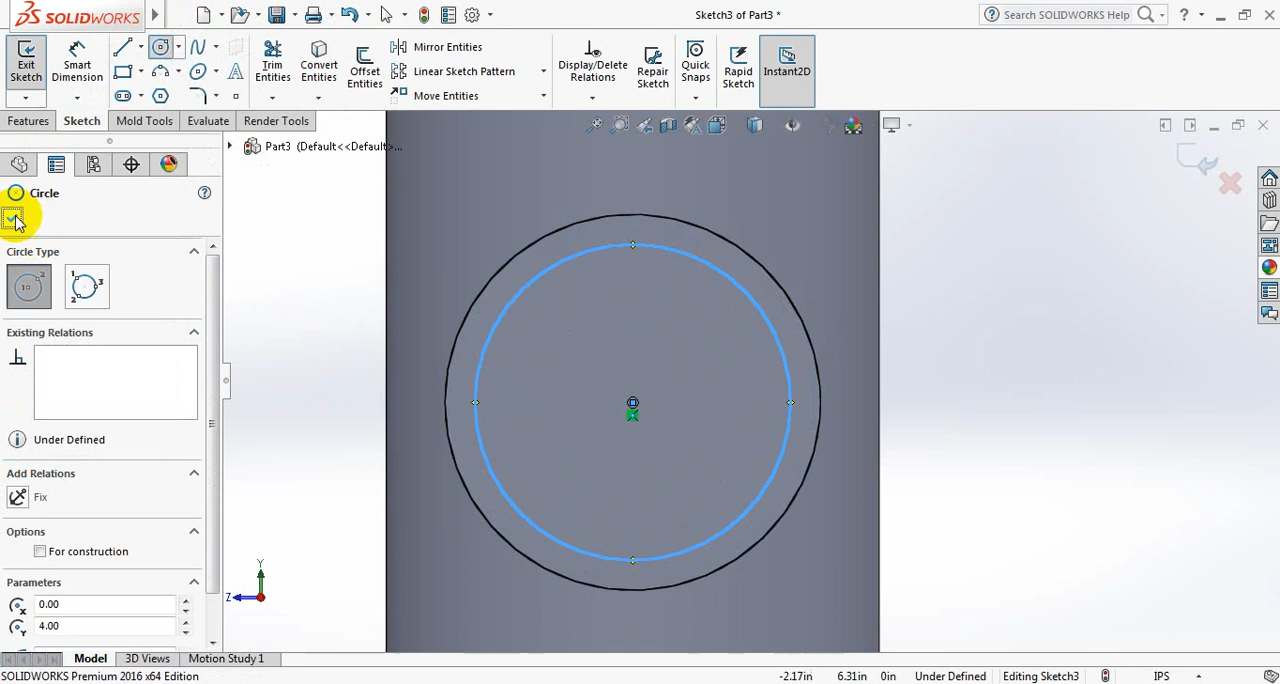 SOLIDWORKS
Sketch3 of Part3 *
Search SOLIDWORKS Help
?
Exit Sketch
Smart Dimension
Trim Entities
Convert Entities
Offset Entities
Mirror Entities
Linear Sketch Pattern
Move Entities
Display/Delete Relations
Repair Sketch
Quick Snaps
Rapid Sketch
Instant2D
Features
Sketch
Mold Tools
Evaluate
Render Tools
Part3 (Default<<Default>...
Circle
?
Circle Type
Existing Relations
Under Defined
Add Relations
Fix
Options
For construction
Parameters
0.00
4.00
Y
Z
Model
3D Views
Motion Study 1
SOLIDWORKS Premium 2016 x64 Edition
-2.17in
6.31in
0in
Under Defined
Editing Sketch3
IPS